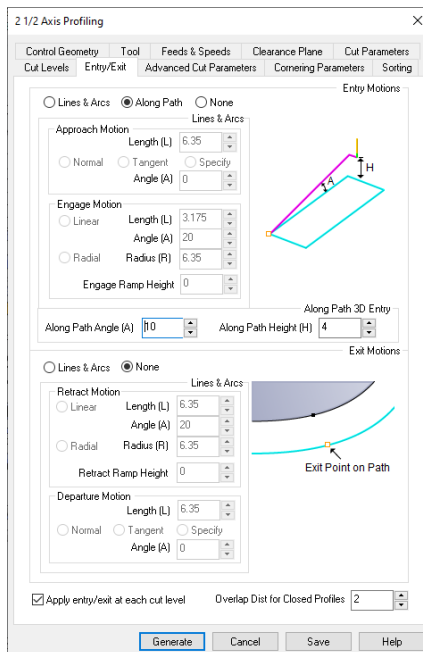 2 1/2 Axis Profiling
Control Geometry Tool Feeds & Speeds Clearance Plane Cut Parameters
Cut Levels Entry/Exit Advanced Cut Parameters Cornering Parameters Sorting
Entry Motions
Lines & Arcs Along Path None
Lines & Arcs
Approach Motion
Length (L) 6.35
Normal Tangent Specify
Angle (A) 0
Engage Motion
Linear Length (L) 3.175
Angle (A) 20
Radial Radius (R) 6.35
Engage Ramp Height 0
H
A
Along Path 3D Entry
Along Path Angle (A) 10 Along Path Height (H) 4
Exit Motions
Lines & Arcs None
Lines & Arcs
Retract Motion
Linear Length (L) 6.35
Angle (A) 20
Radial Radius (R) 6.35
Retract Ramp Height 0
Exit Point on Path
Departure Motion
Length (L) 6.35
Normal Tangent Specify
Angle (A) 0
Apply entry/exit at each cut level Overlap Dist for Closed Profiles 2
Generate Cancel Save Help